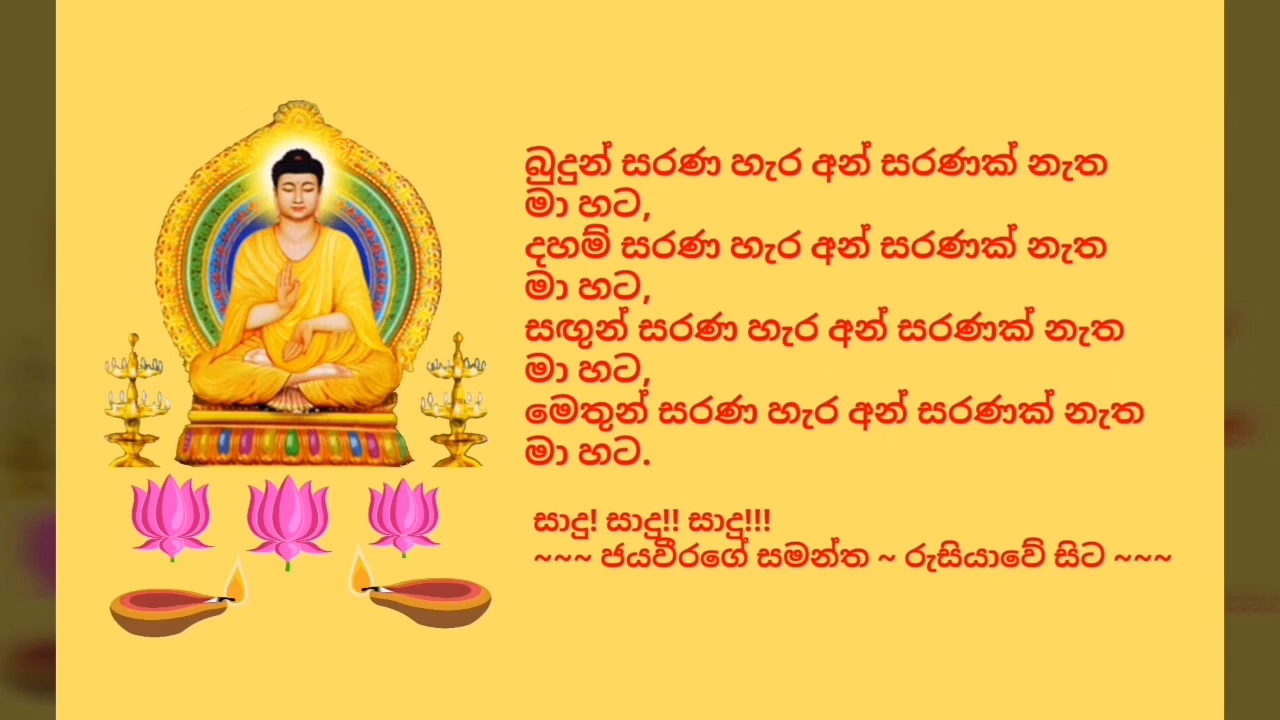 බුදුන් සරණ හැර අන් සරණක් නැත
මා හට,
දහම් සරණ හැර අන් සරණක් නැත
මා හට,
සඟුන් සරණ හැර අන් සරණක් නැත
මා හට,
මෙතුන් සරණ හැර අන් සරණක් නැත
මා හට.
සාදු! සාදු!! සාදු!!!
~~~ ජයවීරගේ සමන්ත ~ රුසියාවේ සිට ~~~